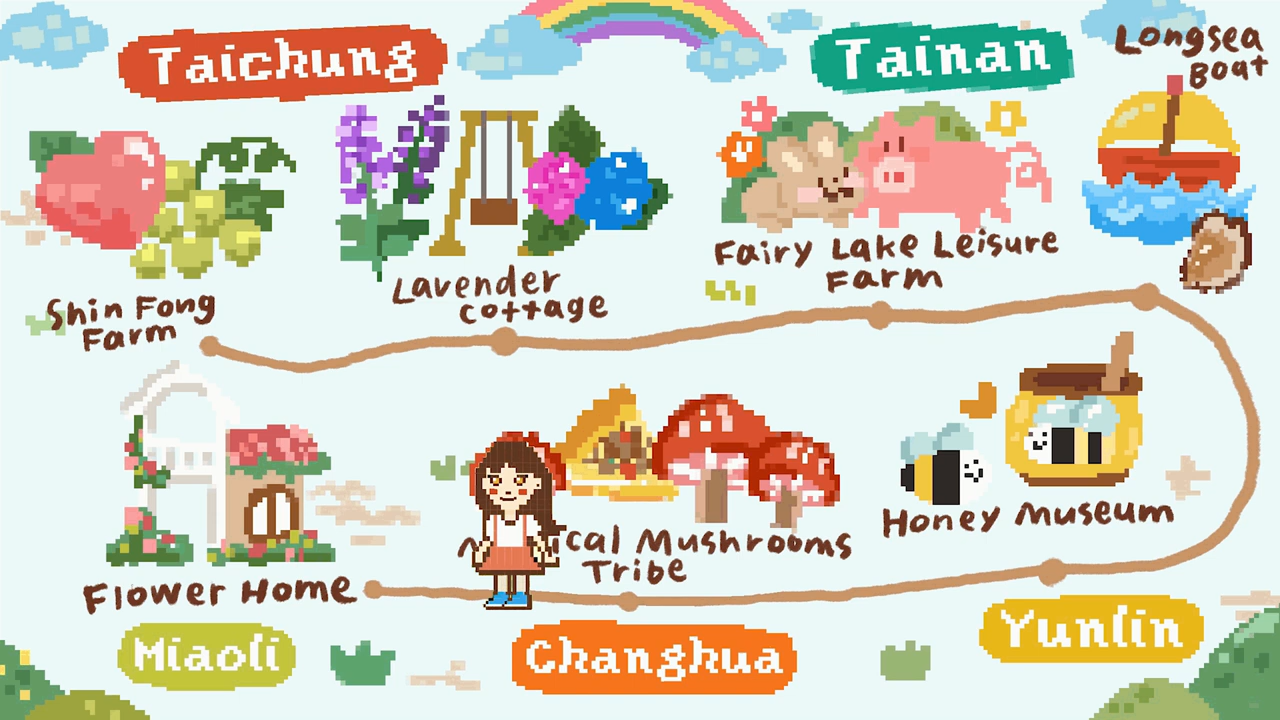 Taichung
Tainan
Longsea
Boat
Shin Fong
Farm
Lavender
cottage
Fairy Lake Leisure
Farm
Honey Museum
Mushrooms
Tribe
Flower Home
Miaoli
Changhua
Yunlin